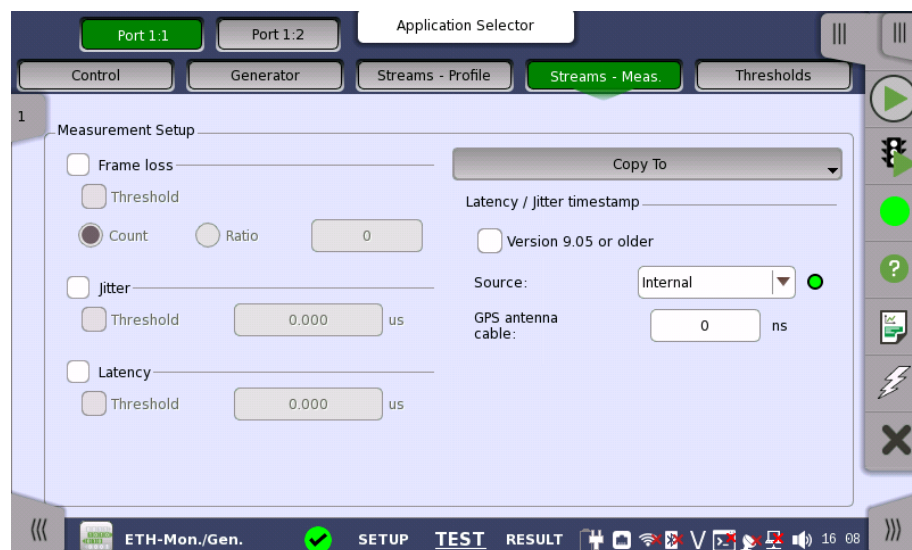 Port 1:1
Port 1:2
Application Selector
Control
Generator
Streams - Profile
Streams - Meas.
Thresholds
1
Measurement Setup
Frame loss
Threshold
Count
Ratio
0
Jitter
Threshold
0.000
us
Latency
Threshold
0.000
us
Copy To
Latency / Jitter timestamp
Version 9.05 or older
Source:
Internal
GPS antenna
cable:
0
ns
ETH-Mon./Gen.
SETUP
TEST
RESULT
16 08